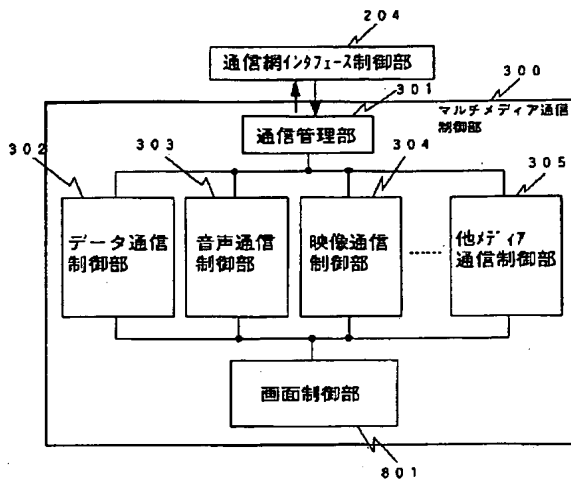 204
通信網インタフェース制御部
300
301
マルチメディア通信
制御部
通信管理部
302
303
304
305
データ通信
制御部
音声通信
制御部
映像通信
制御部
他メディア
通信制御部
画面制御部
801